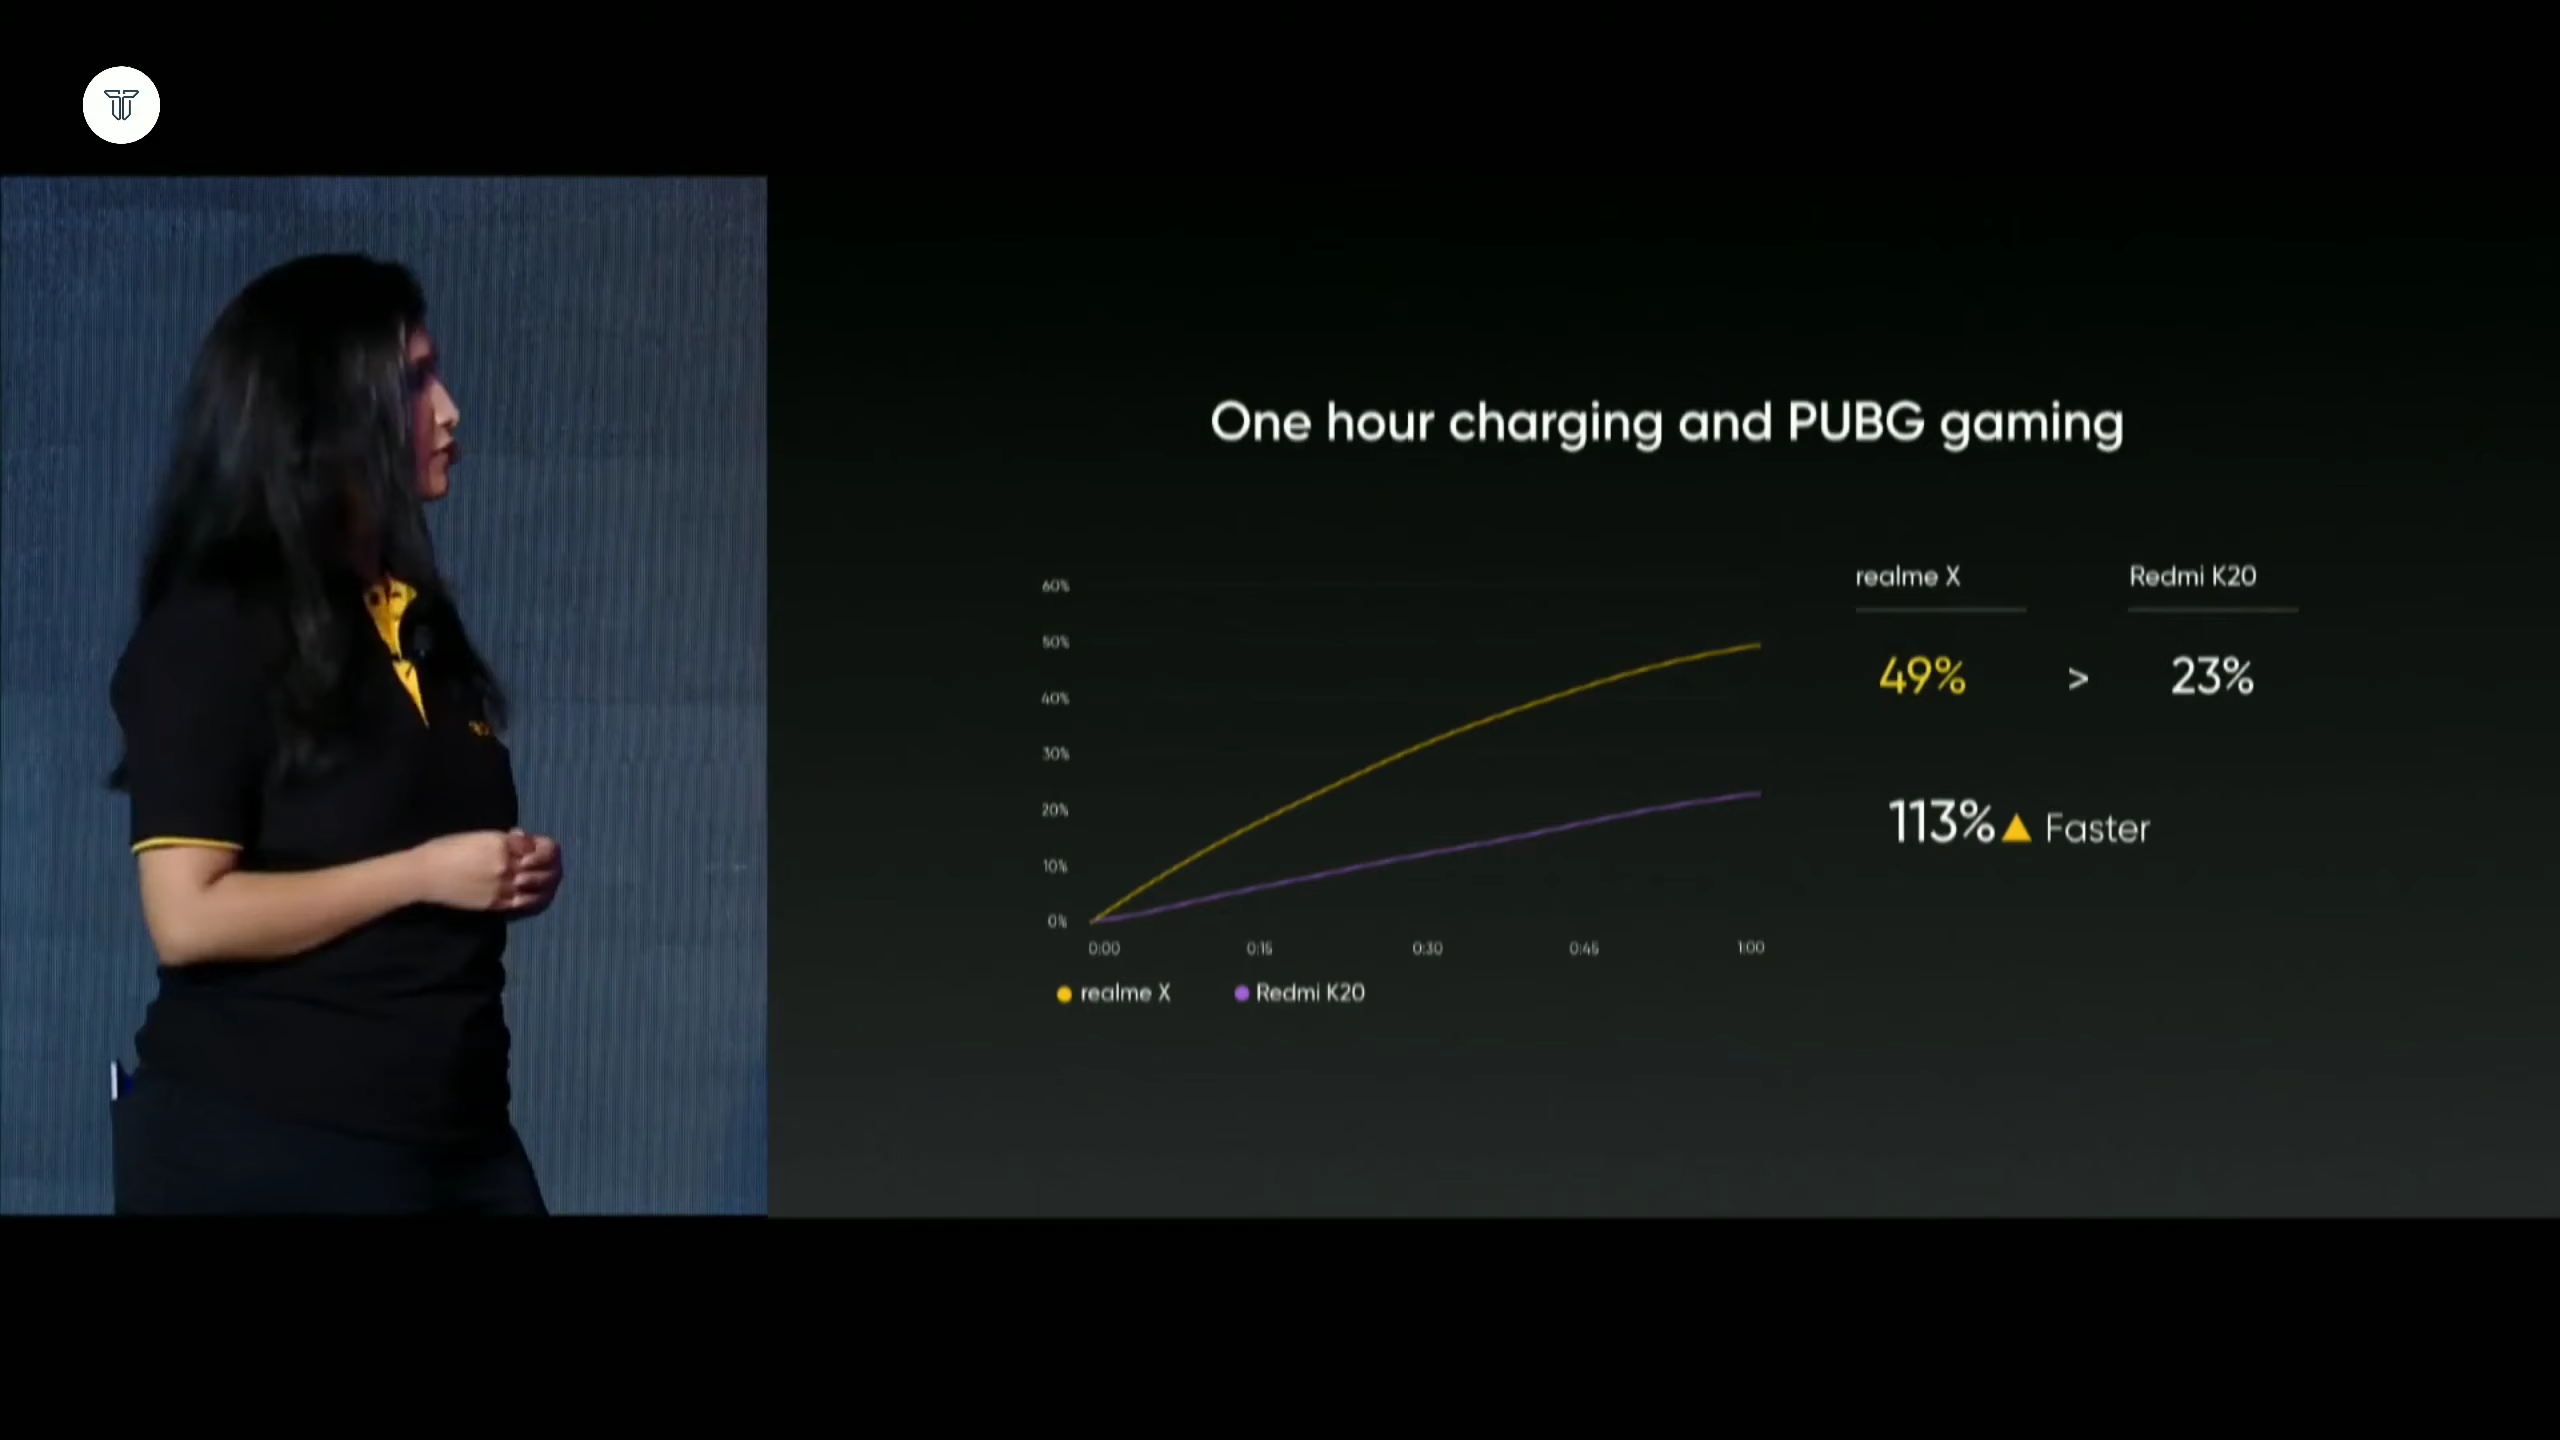 One hour charging and PUBG gaming
realme X
Redmi K20
60%
50%
49% > 23%
40%
30%
20%
113% ▲ Faster
10%
0%
0:00 0:15 0:30 0:45 1:00
realme X Redmi K20